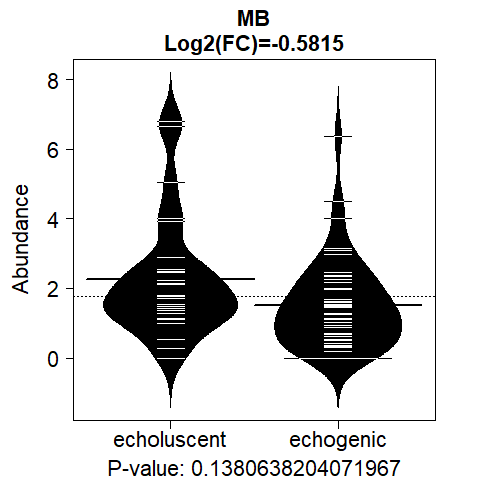 MB
Log2(FC)=-0.5815
Abundance
8
6
4
2
0
echoluscent echogenic
P-value: 0.1380638204071967